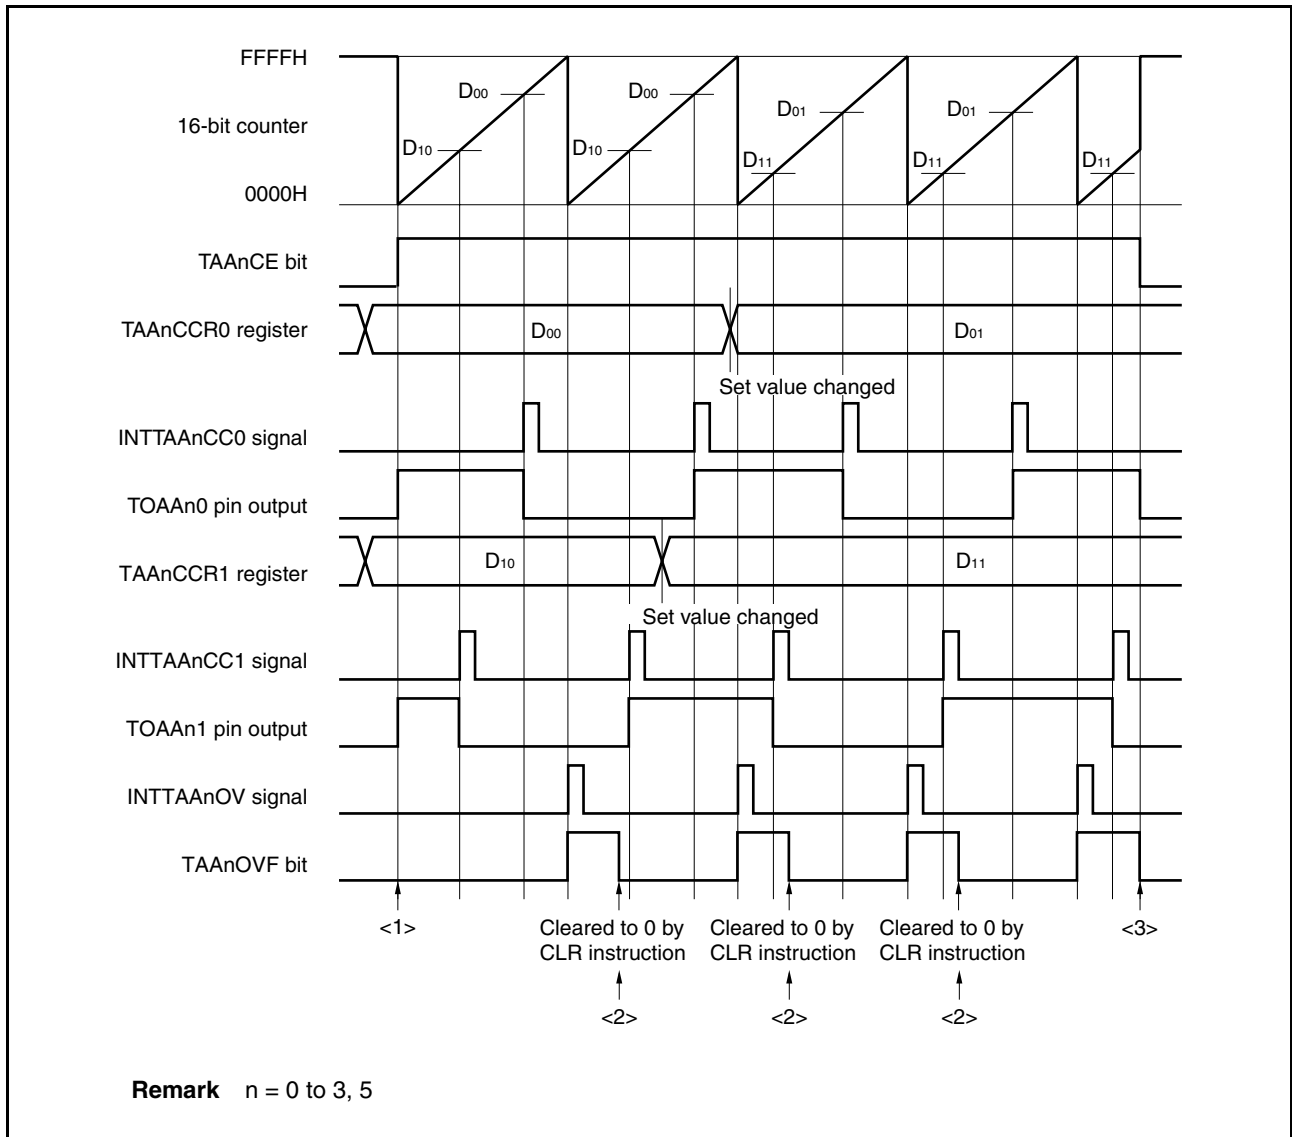 FFFFH
D00 D00 D01 D01
16-bit counter
D10 D10 D11 D11 D11
0000H
TAAnCE bit
TAAnCCR0 register D00 D01
Set value changed
INTTAAnCC0 signal
TOAAn0 pin output
TAAnCCR1 register D10 D11
Set value changed
INTTAAnCC1 signal
TOAAn1 pin output
INTTAAnOV signal
TAAnOVF bit
<1> Cleared to 0 by Cleared to 0 by Cleared to 0 by <3>
CLR instruction CLR instruction CLR instruction
<2> <2> <2>
Remark n = 0 to 3, 5